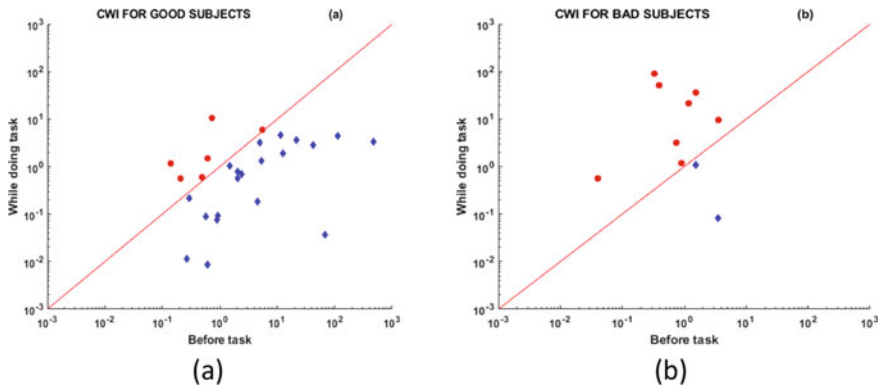 CWI FOR GOOD SUBJECTS (a)
While doing task
10^3
10^2
10^1
10^0
10^-1
10^-2
10^-3
10^-3 10^-2 10^-1 10^0 10^1 10^2 10^3
Before task
(a)
CWI FOR BAD SUBJECTS (b)
While doing task
10^3
10^2
10^1
10^0
10^-1
10^-2
10^-3
10^-3 10^-2 10^-1 10^0 10^1 10^2 10^3
Before task
(b)